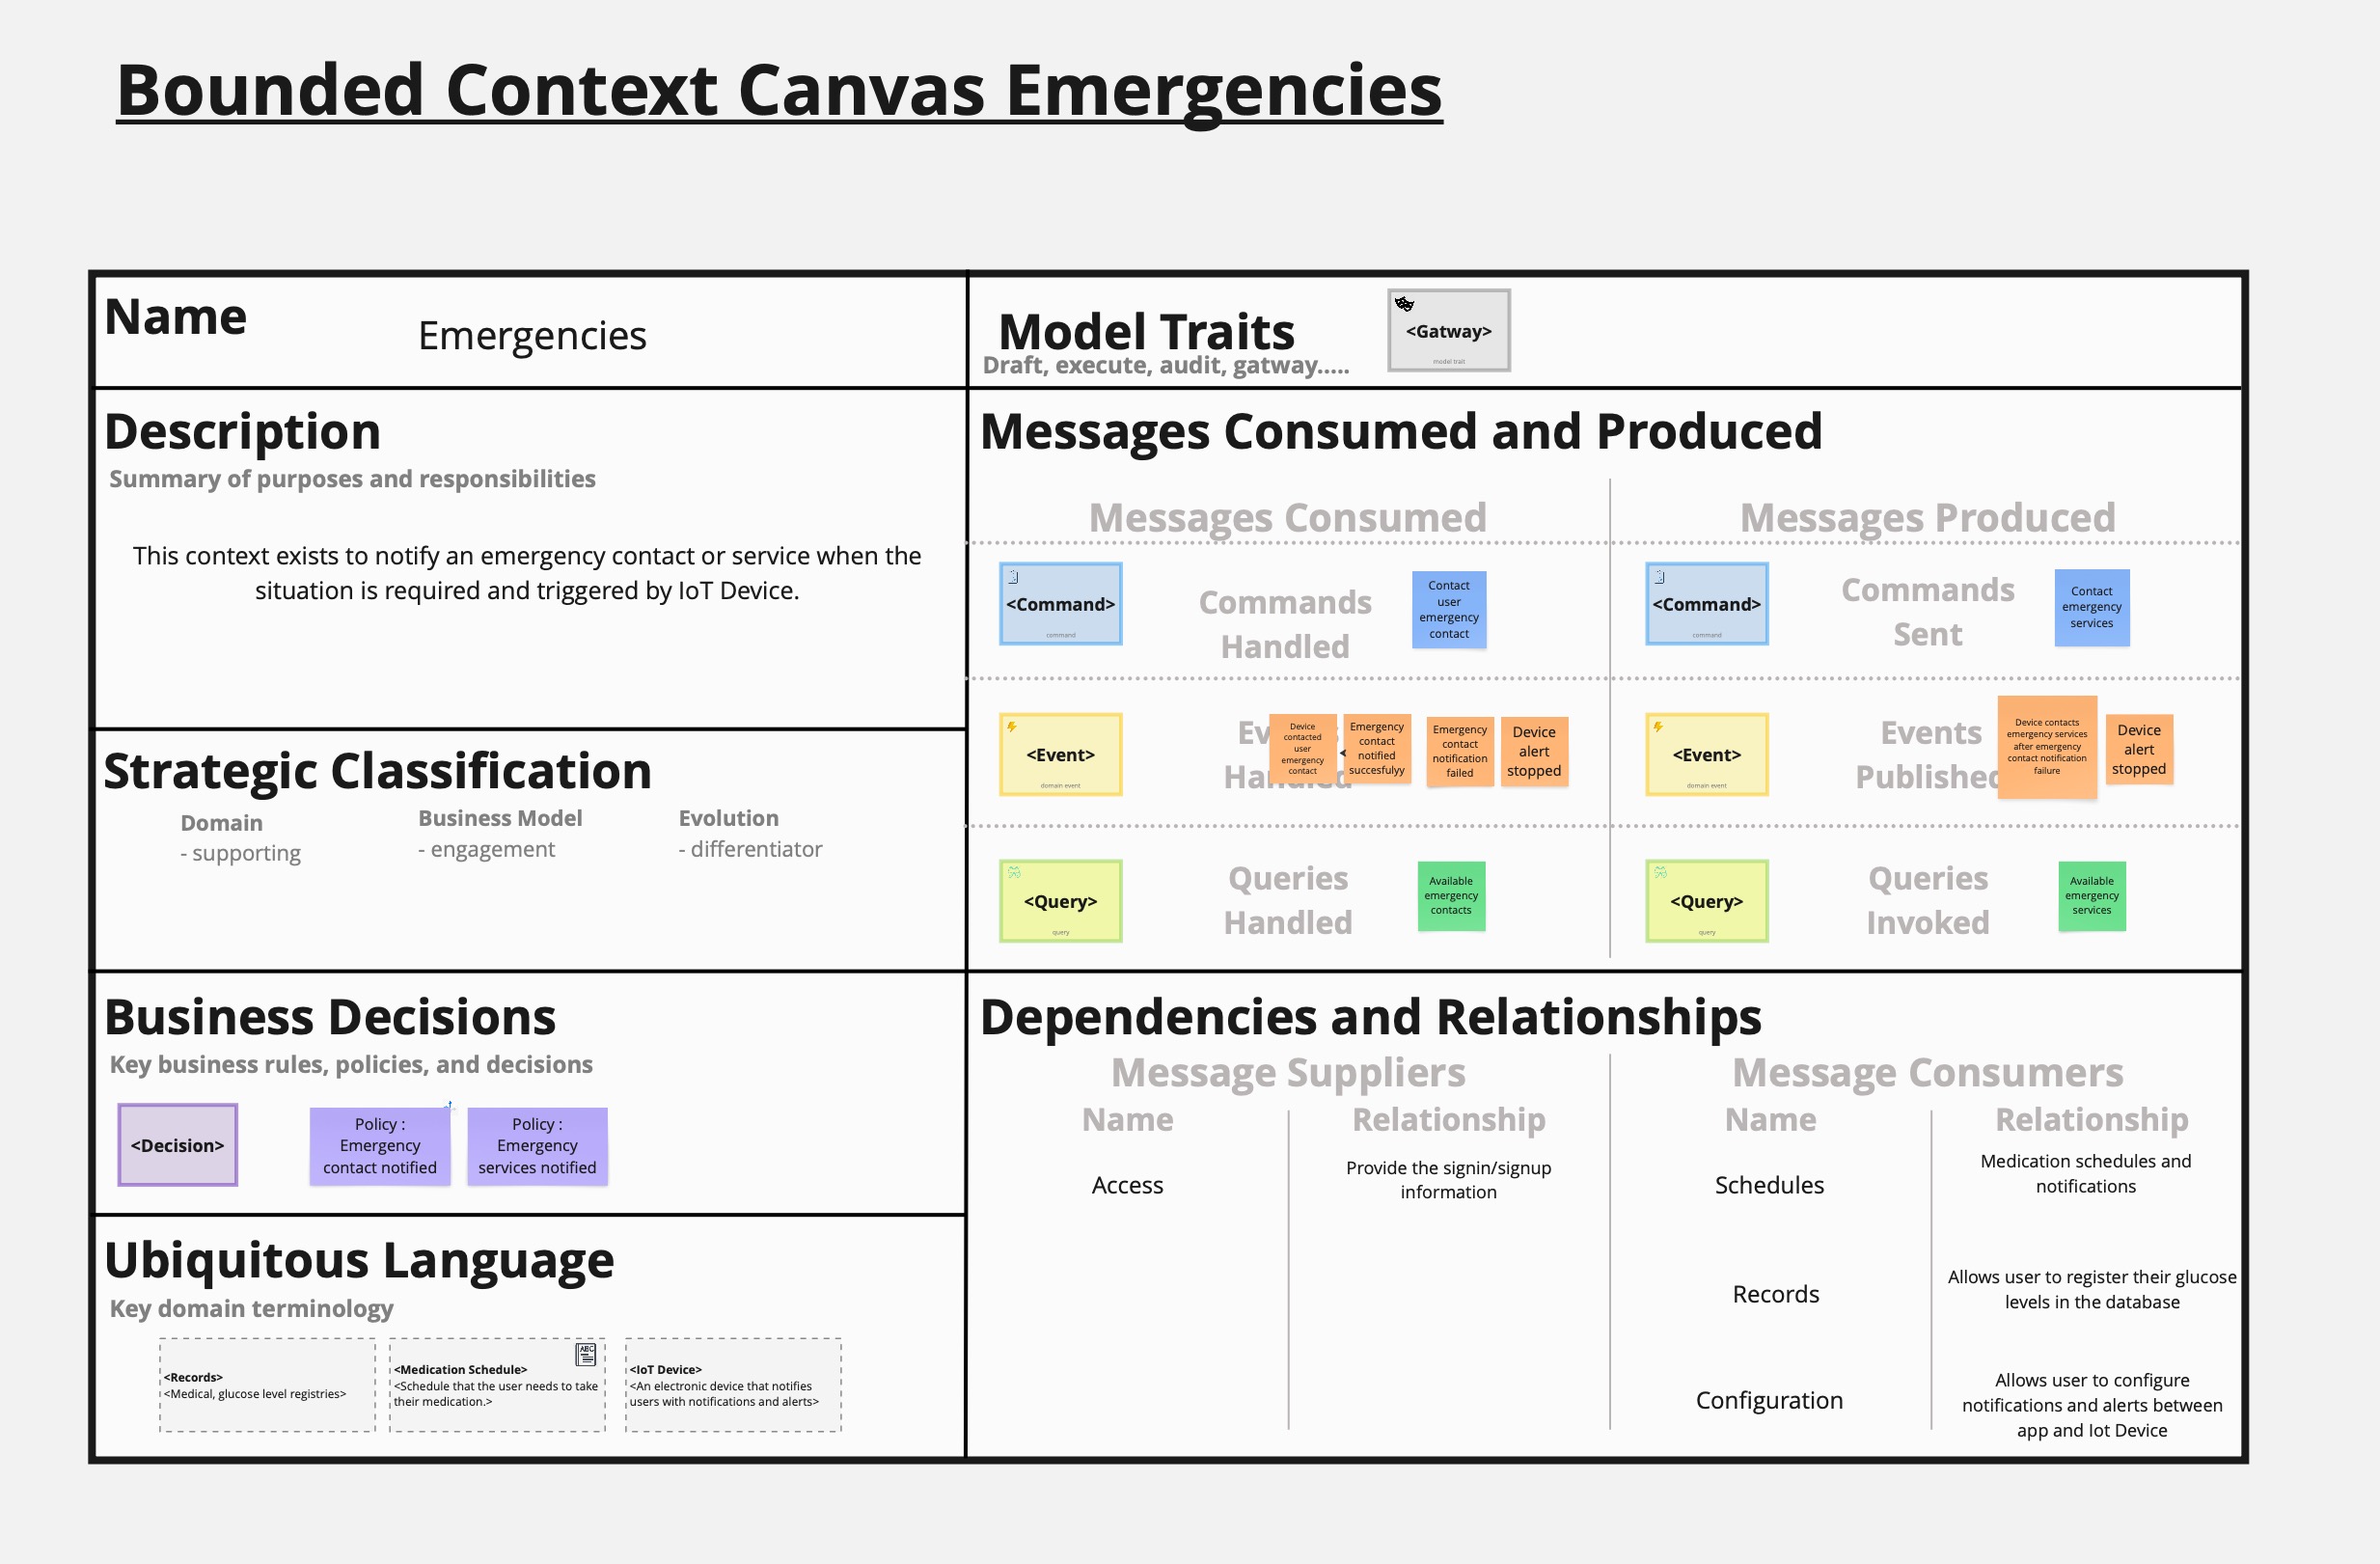 Bounded Context Canvas Emergencies
Name
Emergencies
Model Traits
Draft, execute, audit, gatway.....
<Gatway>
model trait
Description
Summary of purposes and responsibilities
This context exists to notify an emergency contact or service when the
situation is required and triggered by IoT Device.
Strategic Classification
Domain
- supporting
Business Model
- engagement
Evolution
- differentiator
Messages Consumed and Produced
Messages Consumed
<Command>
command
Commands
Handled
Contact
user
emergency
contact
<Event>
domain event
Events
Handled
Device
contacted
user
emergency
contact
Emergency
contact
notified
succesfulyy
Emergency
contact
notification
failed
Device
alert
stopped
<Query>
query
Queries
Handled
Available
emergency
contacts
Messages Produced
<Command>
command
Commands
Sent
Contact
emergency
services
<Event>
domain event
Events
Published
Device contacts
emergency services
after emergency
contact notification
failure
Device
alert
stopped
<Query>
query
Queries
Invoked
Available
emergency
services
Business Decisions
Key business rules, policies, and decisions
<Decision>
Policy :
Emergency
contact notified
Policy :
Emergency
services notified
Ubiquitous Language
Key domain terminology
<Records>
<Medical, glucose level registries>
ABC
<Medication Schedule>
<Schedule that the user needs to take
their medication.>
<IoT Device>
<An electronic device that notifies
users with notifications and alerts>
Dependencies and Relationships
Message Suppliers
Name
Relationship
Access
Provide the signin/signup
information
Message Consumers
Name
Relationship
Schedules
Medication schedules and
notifications
Records
Allows user to register their glucose
levels in the database
Configuration
Allows user to configure
notifications and alerts between
app and Iot Device